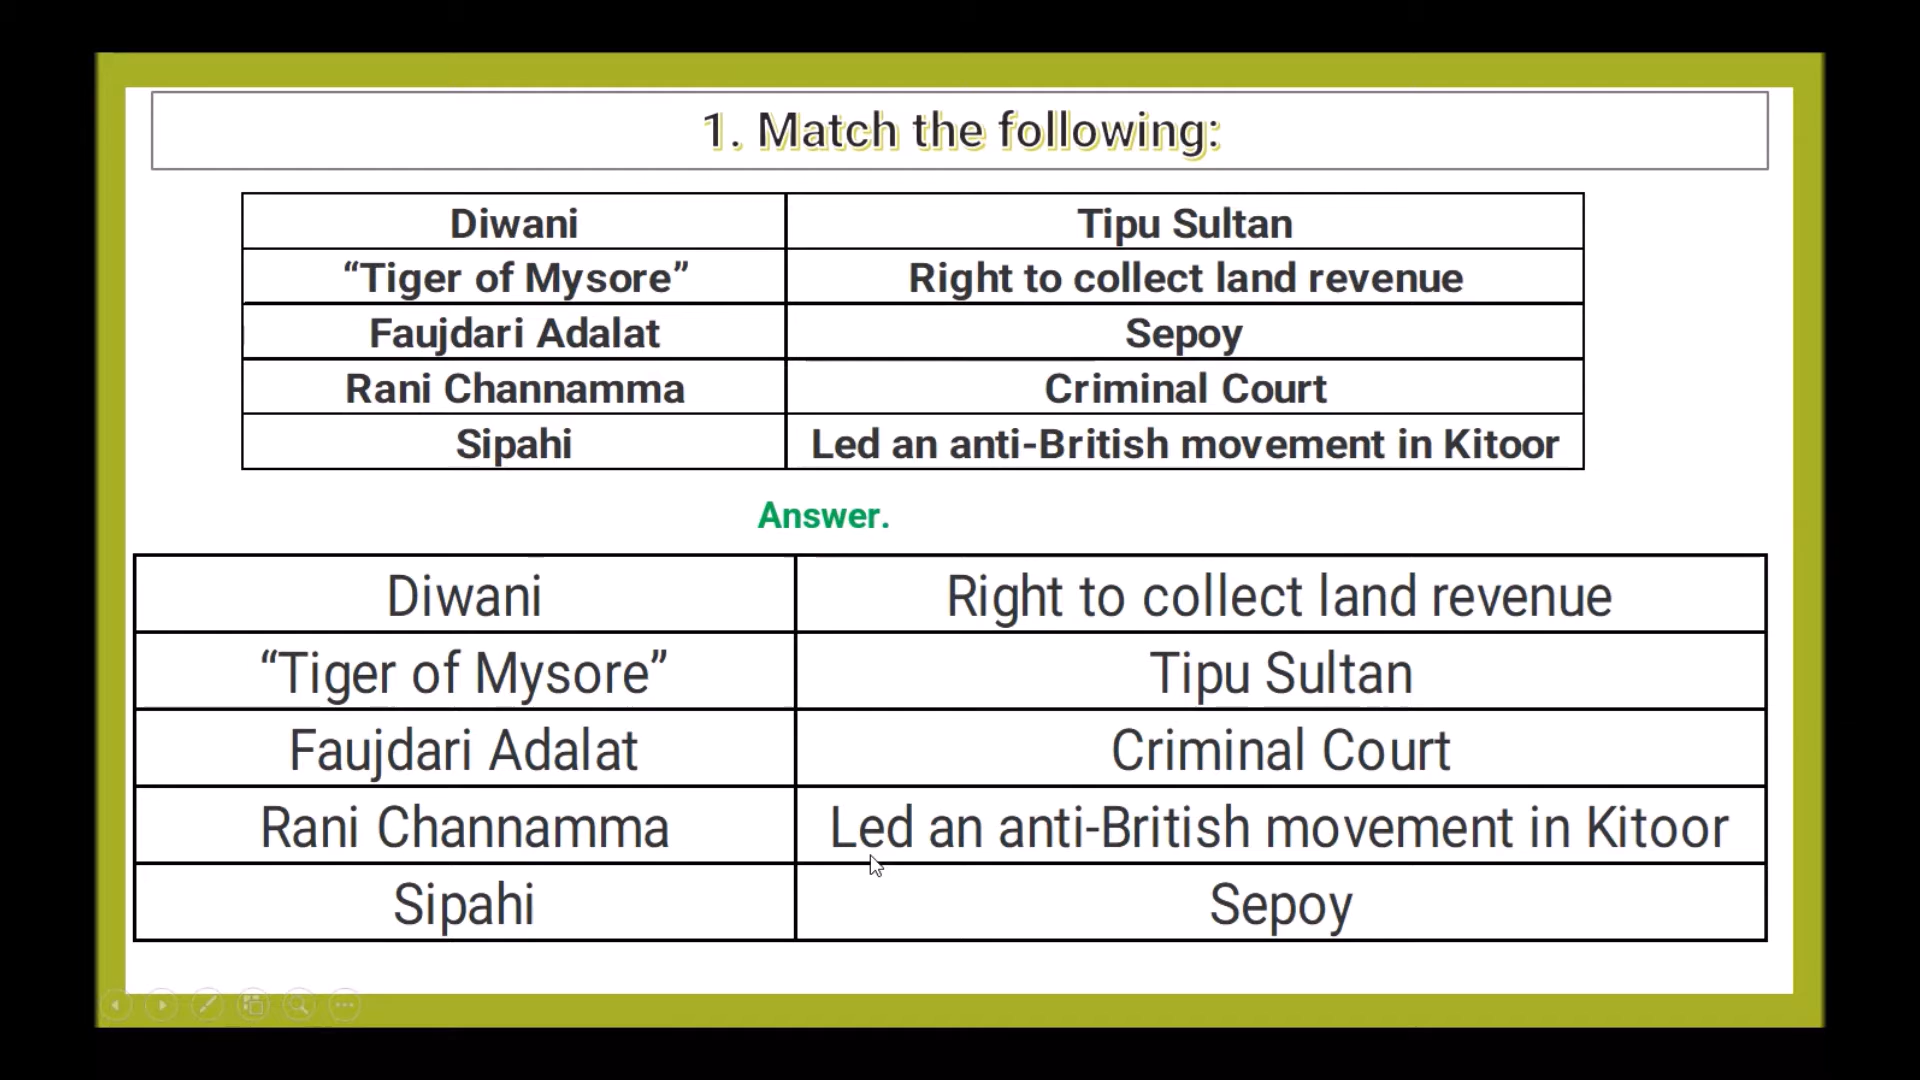 1. Match the following:
Diwani Tipu Sultan
“Tiger of Mysore” Right to collect land revenue
Faujdari Adalat Sepoy
Rani Channamma Criminal Court
Sipahi Led an anti-British movement in Kitoor
Answer.
Diwani Right to collect land revenue
“Tiger of Mysore” Tipu Sultan
Faujdari Adalat Criminal Court
Rani Channamma Led an anti-British movement in Kitoor
Sipahi Sepoy